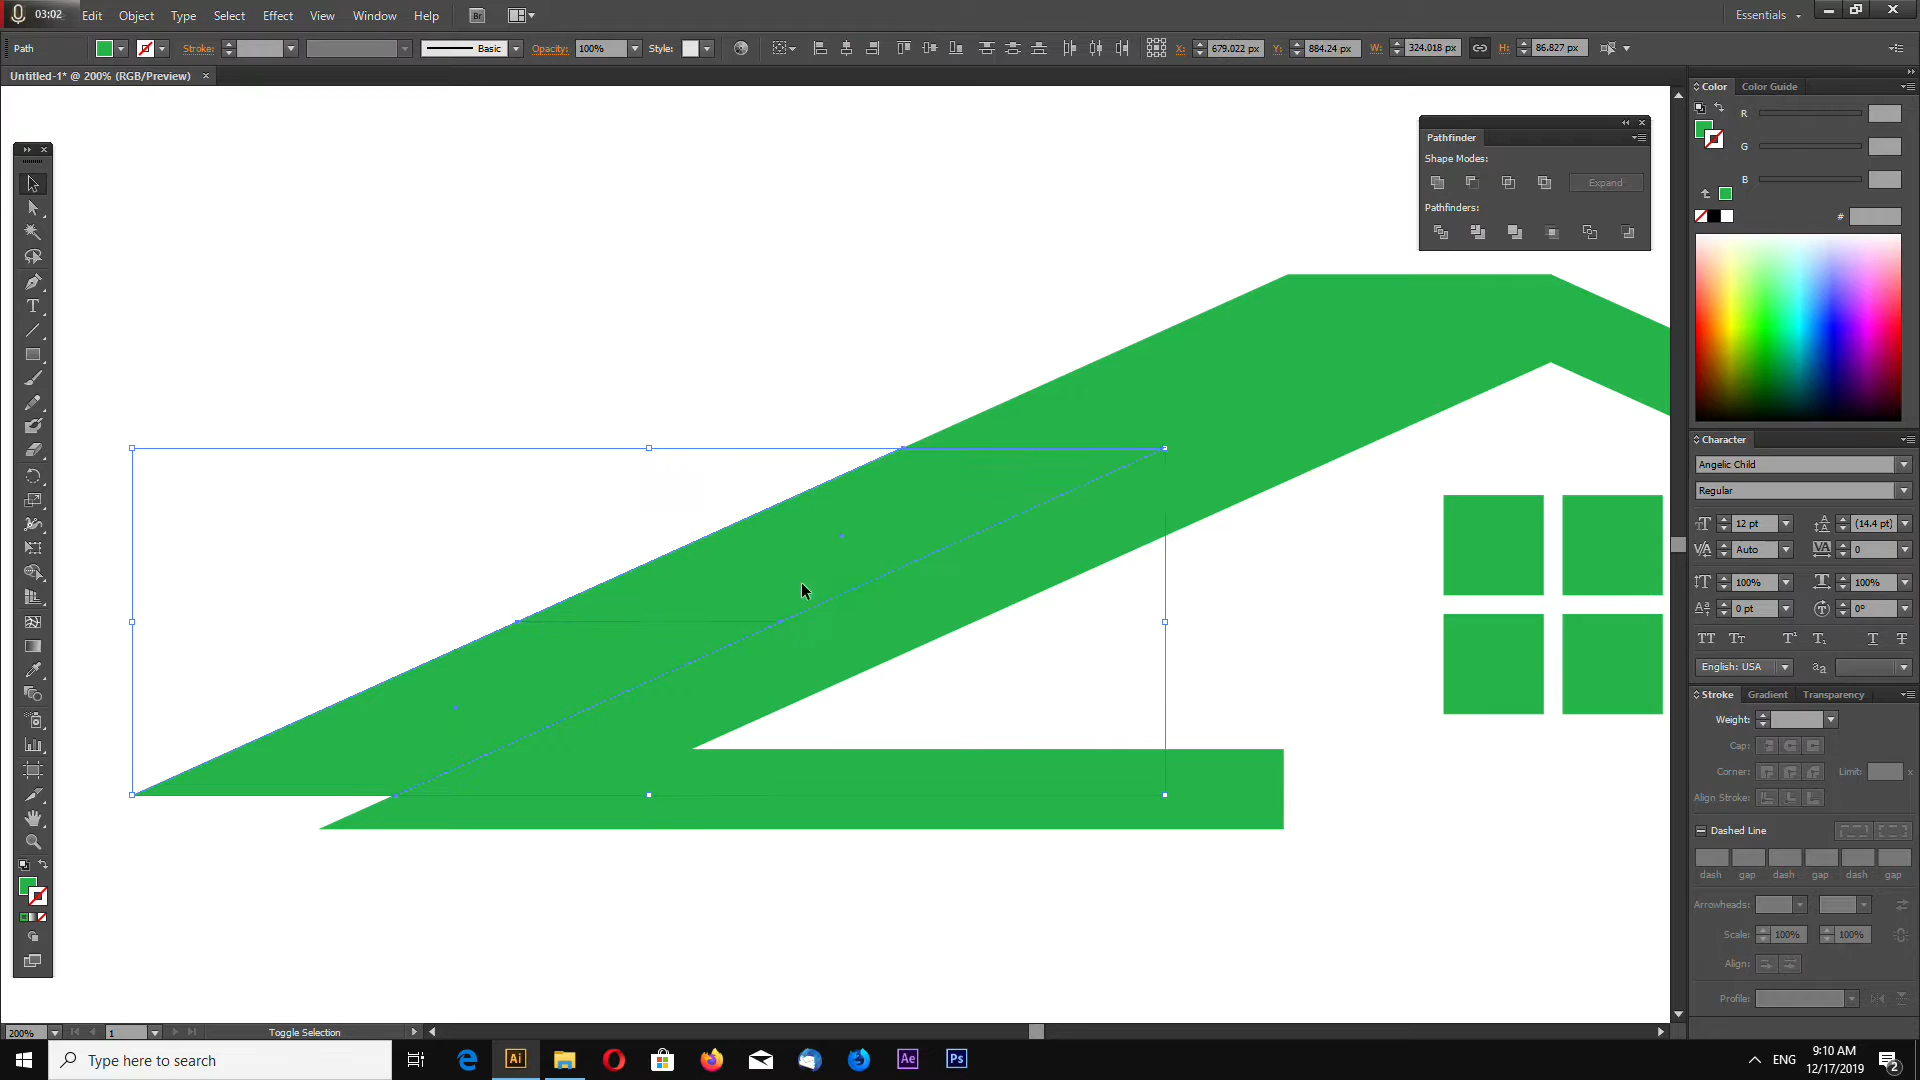 03:02 Edit Object Type Select Effect View Window Help Br Essentials
Path Stroke: Basic Opacity: 100% Style: X: 679.022 px Y: 884.24 px W: 324.018 px H: 86.827 px
Untitled-1* @ 200% (RGB/Preview)
Color Color Guide
R
G
B
#
Pathfinder
Shape Modes:
Expand
Pathfinders:
Character
Angelic Child
Regular
12 pt (14.4 pt)
Auto 0
100% 100%
0 pt 0°
English: USA
Stroke Gradient Transparency
Weight:
Cap:
Corner: Limit: x
Align Stroke:
Dashed Line
dash gap dash gap dash gap
Arrowheads:
Scale: 100% 100%
Align:
Profile:
200% 1 Toggle Selection
Type here to search
Ai Ae Ps
ENG
9:10 AM
12/17/2019
2